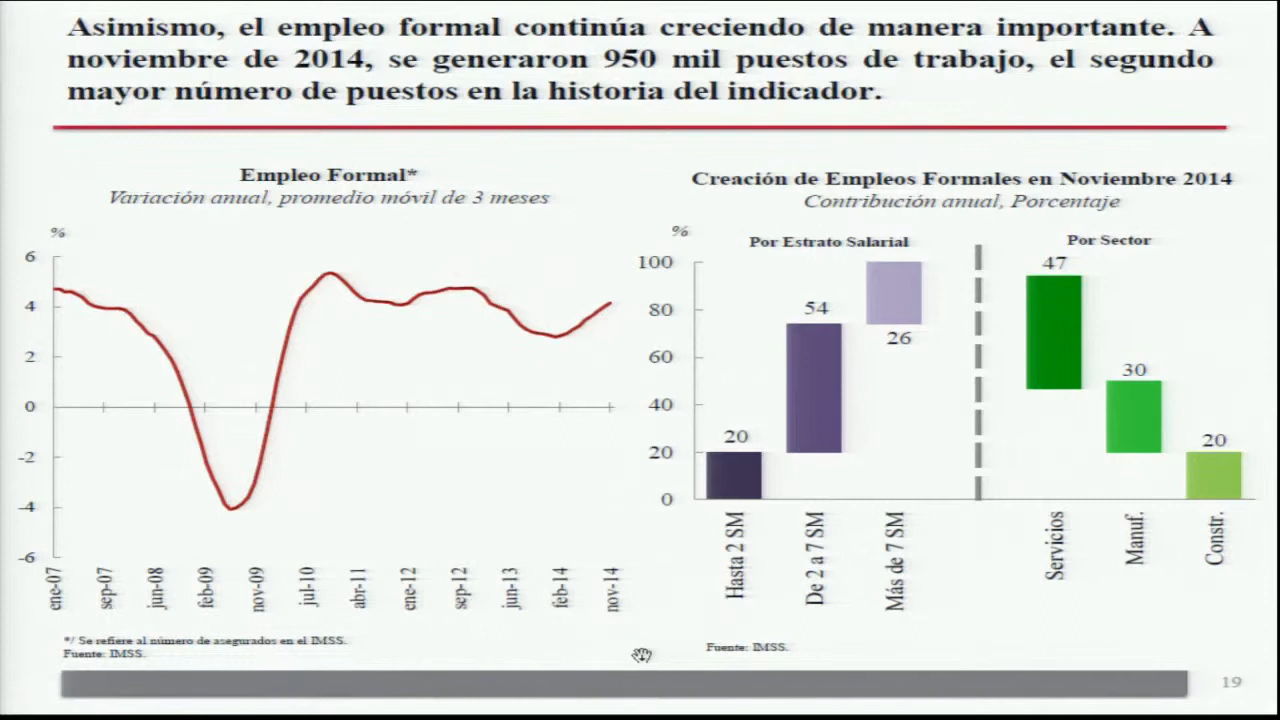 Asimismo, el empleo formal continúa creciendo de manera importante. A
noviembre de 2014, se generaron 950 mil puestos de trabajo, el segundo
mayor número de puestos en la historia del indicador.
Empleo Formal*
Variación anual, promedio móvil de 3 meses
%
6
4
2
0
-2
-4
-6
ene-07
sep-07
jun-08
feb-09
nov-09
jul-10
abr-11
ene-12
sep-12
jun-13
feb-14
nov-14
*/ Se refiere al número de asegurados en el IMSS.
Fuente: IMSS.
Creación de Empleos Formales en Noviembre 2014
Contribución anual, Porcentaje
%
Por Estrato Salarial
Por Sector
100
80
60
40
20
0
20
54
26
47
30
20
Hasta 2 SM
De 2 a 7 SM
Más de 7 SM
Servicios
Manuf.
Constr.
Fuente: IMSS.
19